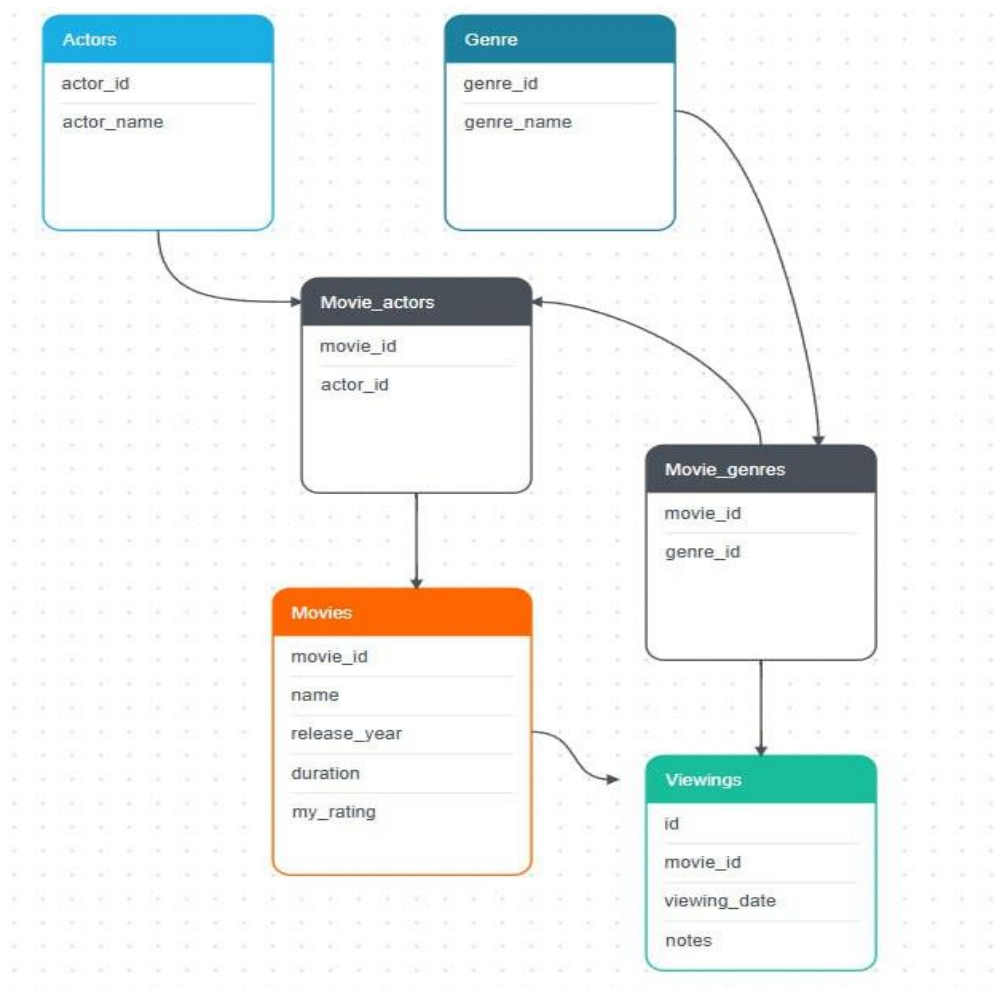 Actors
actor_id
actor_name
Genre
genre_id
genre_name
Movie_actors
movie_id
actor_id
Movie_genres
movie_id
genre_id
Movies
movie_id
name
release_year
duration
my_rating
Viewings
id
movie_id
viewing_date
notes